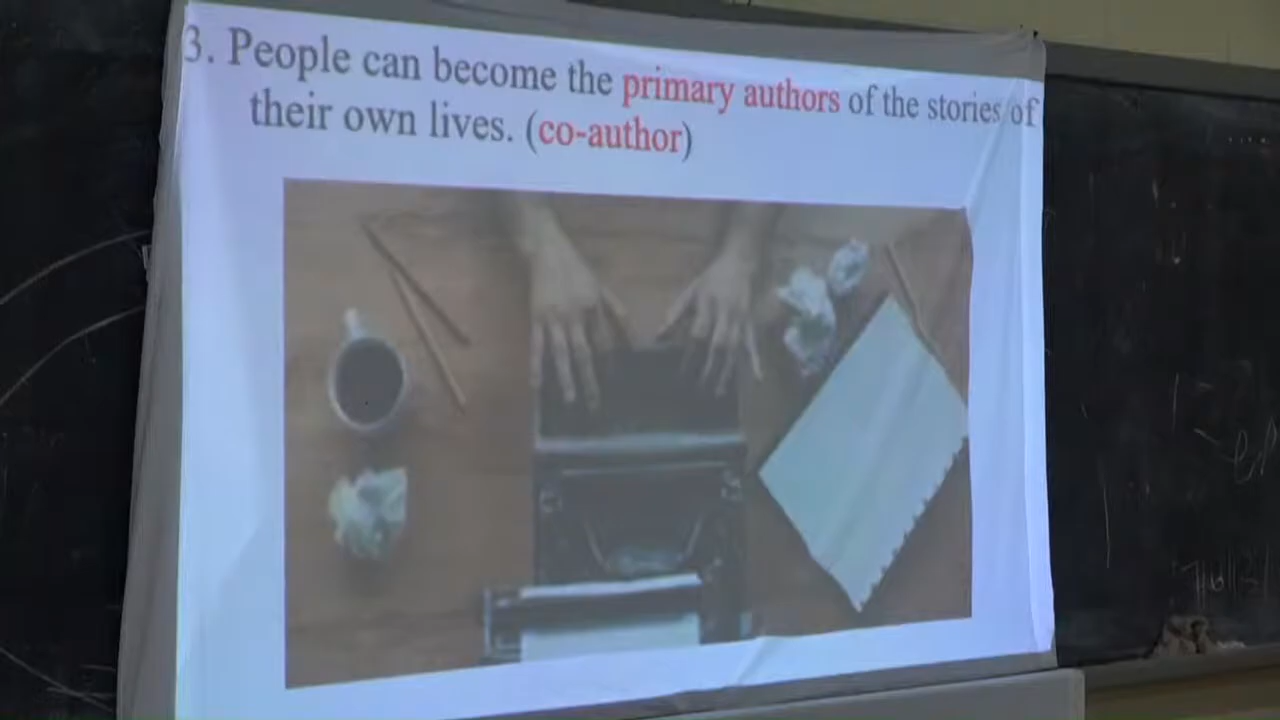 3. People can become the primary authors of the stories of
their own lives. (co-author)